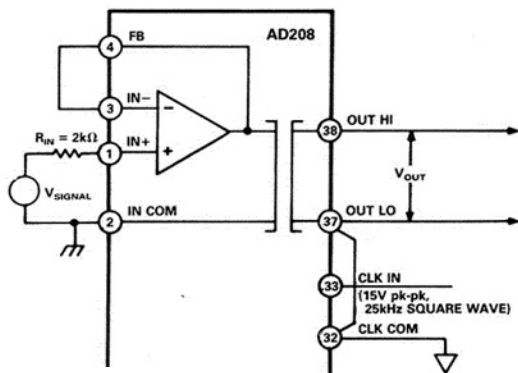 AD208
4 FB
3 IN−
R_IN = 2kΩ
1 IN+
−
+
V_SIGNAL
2 IN COM
38 OUT HI
V_OUT
37 OUT LO
33 CLK IN
(15V pk-pk,
25kHz SQUARE WAVE)
32 CLK COM